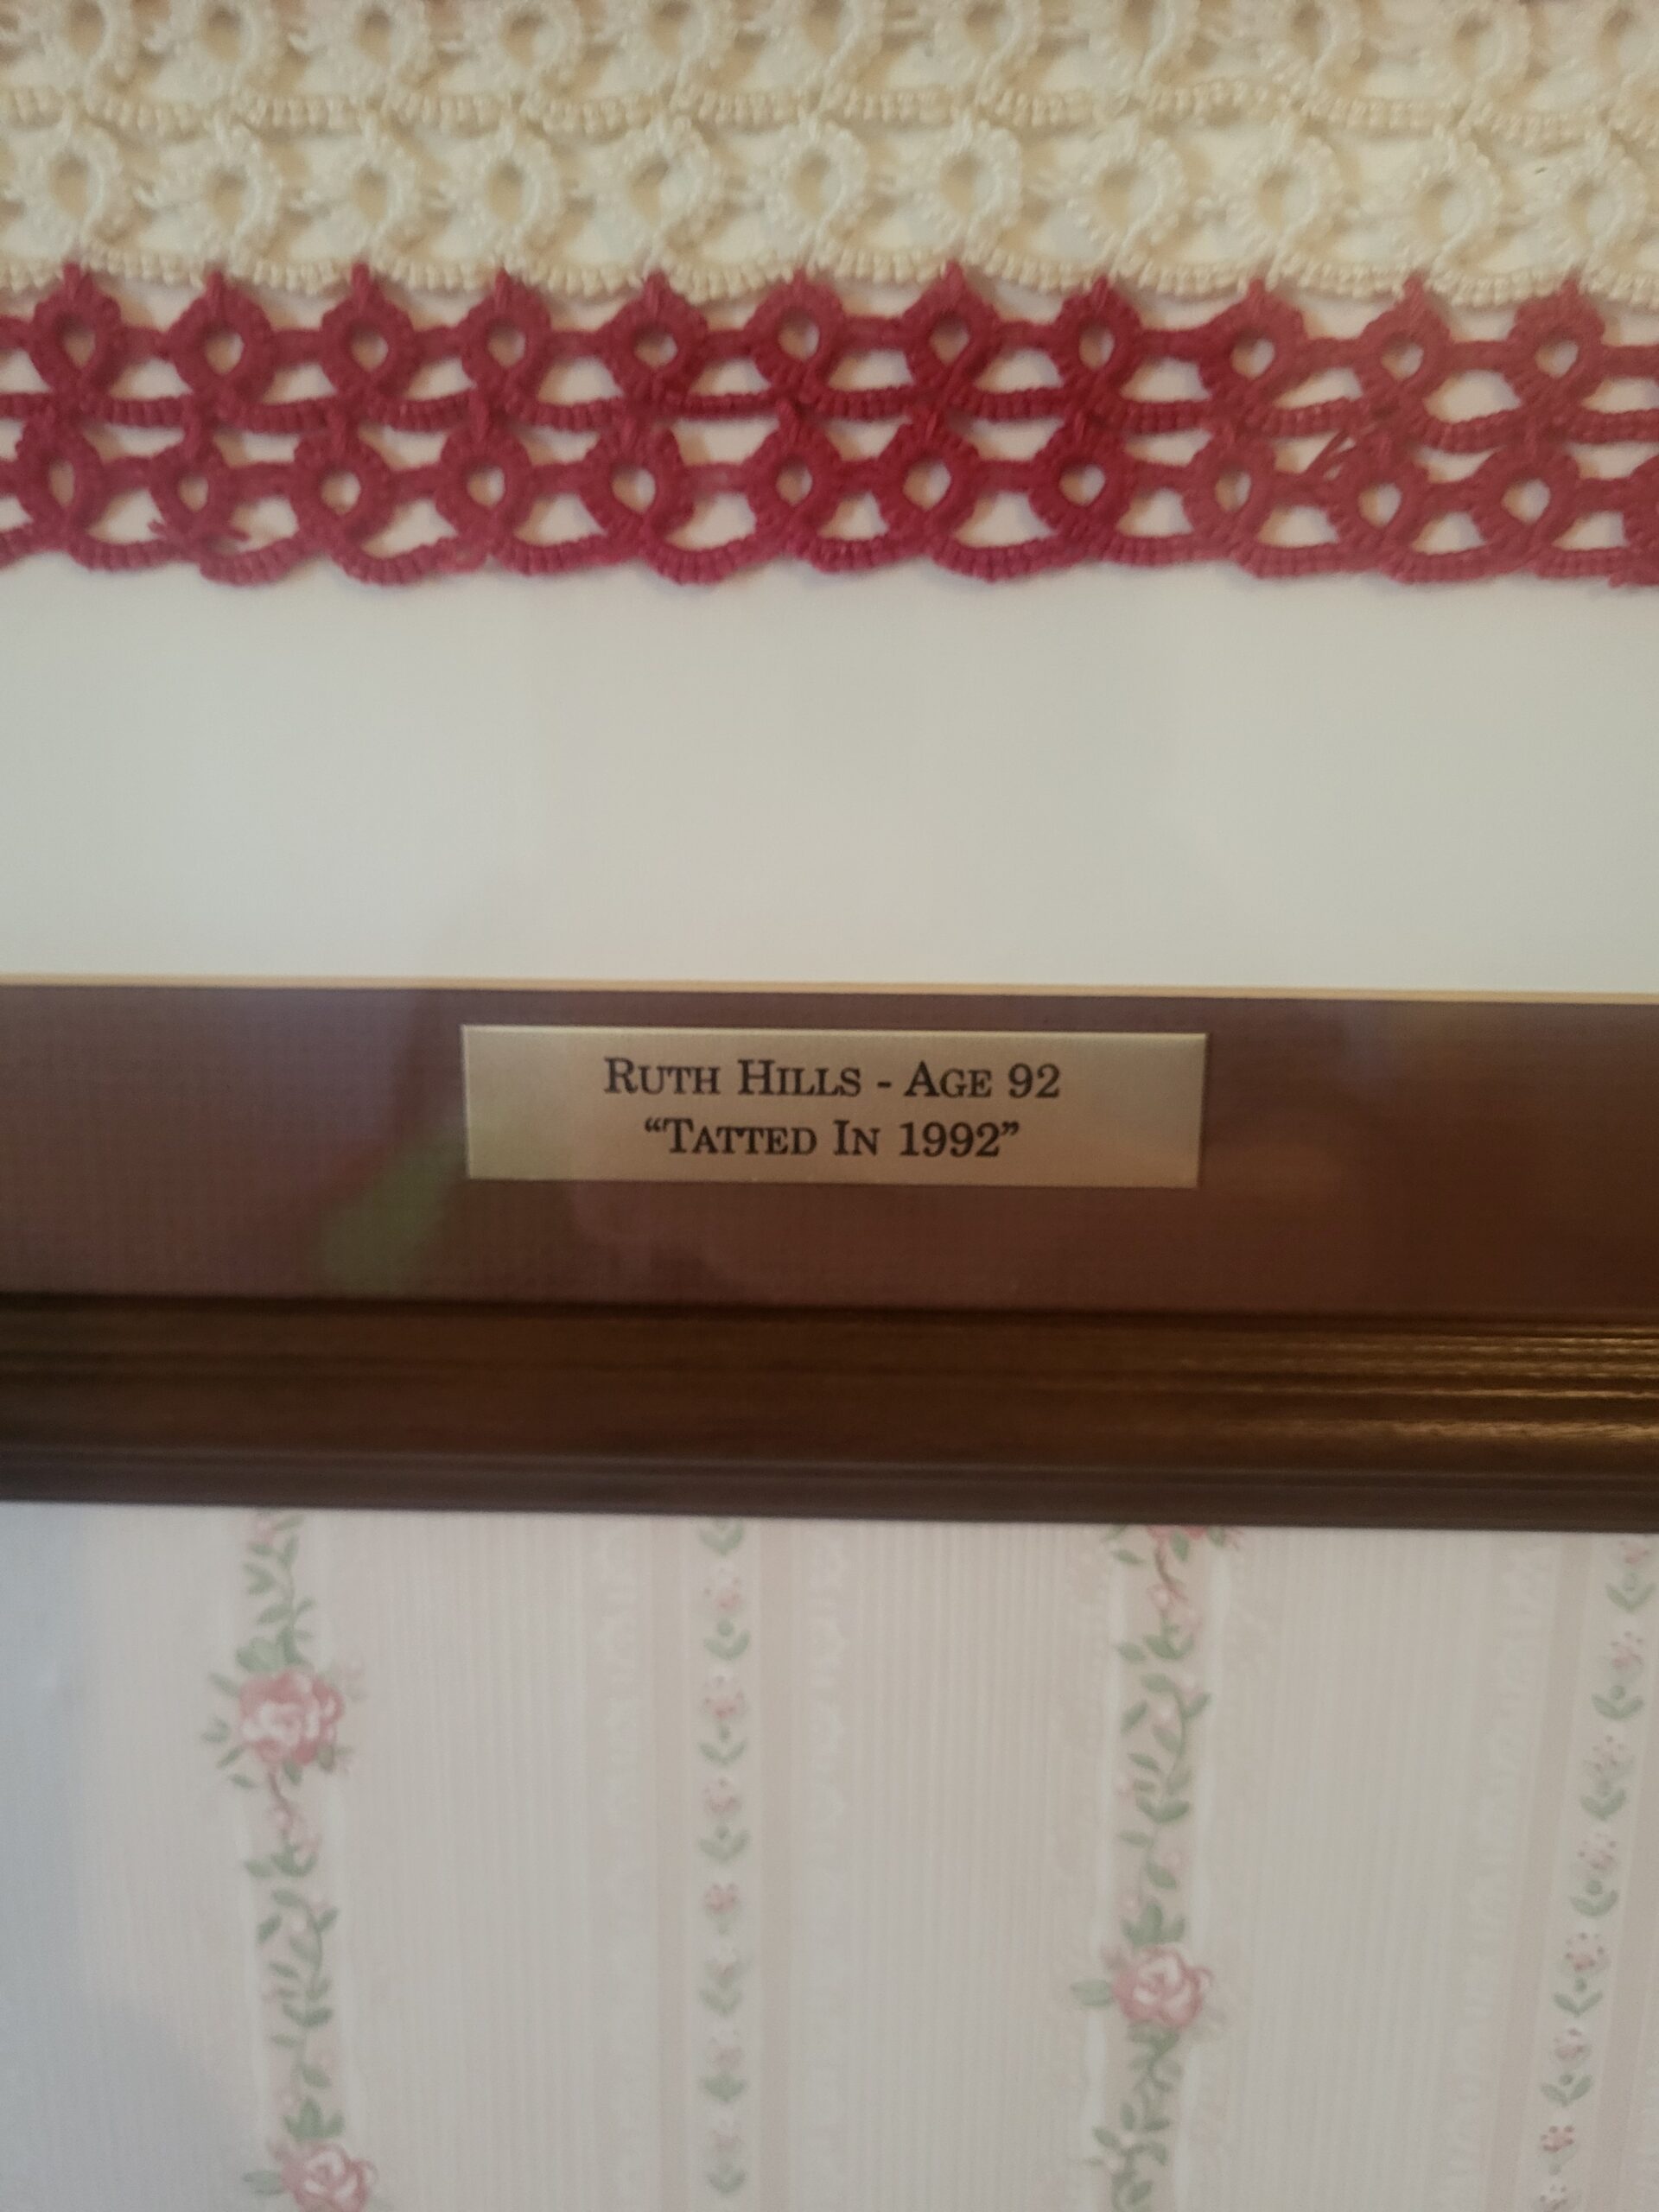 Ruth Hills - Age 92
“Tatted In 1992”